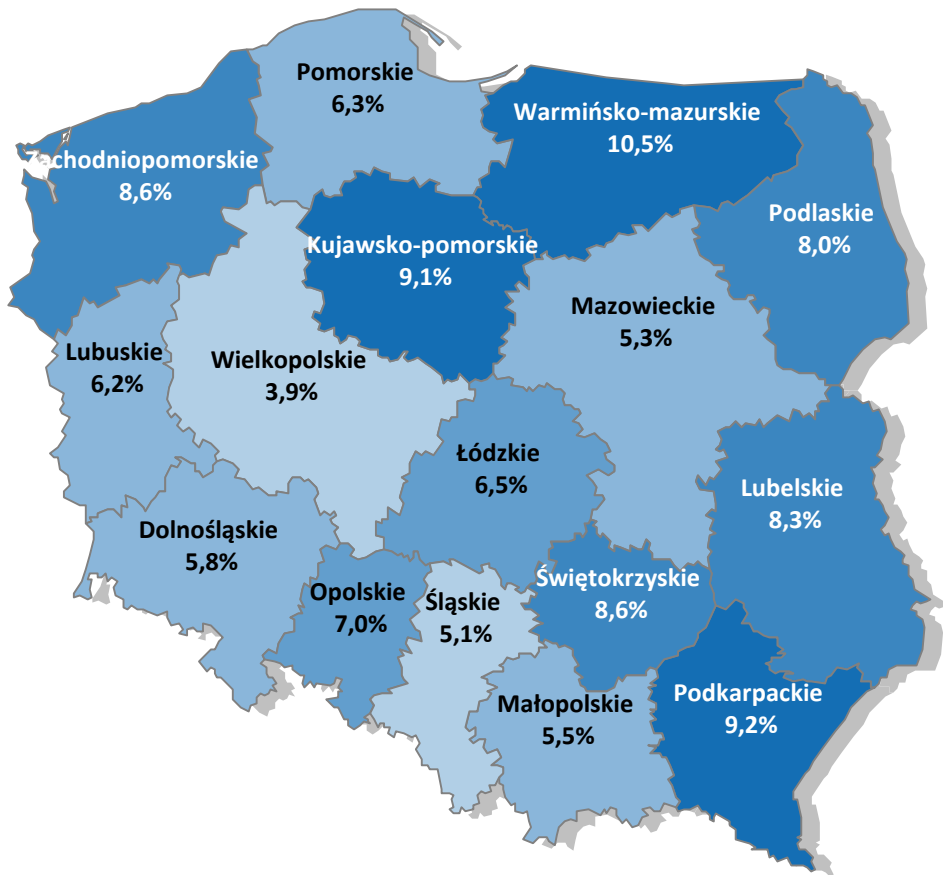 Pomorskie
6,3%
Warmińsko-mazurskie
10,5%
Zachodniopomorskie
8,6%
Podlaskie
8,0%
Kujawsko-pomorskie
9,1%
Mazowieckie
5,3%
Lubuskie
6,2%
Wielkopolskie
3,9%
Łódzkie
6,5%
Lubelskie
8,3%
Dolnośląskie
5,8%
Opolskie
7,0%
Śląskie
5,1%
Świętokrzyskie
8,6%
Małopolskie
5,5%
Podkarpackie
9,2%